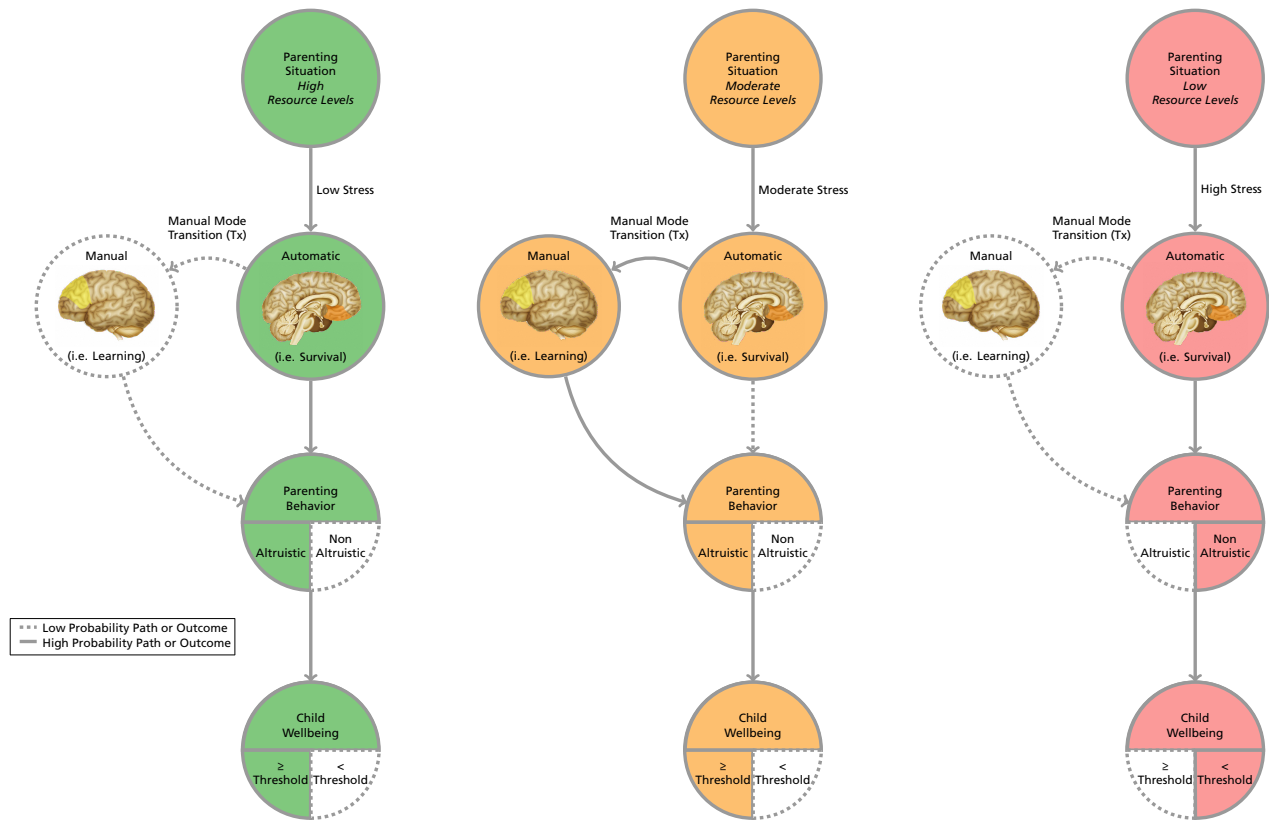 Parenting
Situation
High
Resource Levels
Low Stress
Manual Mode
Transition (Tx)
Manual
(i.e. Learning)
Automatic
(i.e. Survival)
Parenting
Behavior
Altruistic
Non
Altruistic
Child
Wellbeing
≥
Threshold
<
Threshold
Parenting
Situation
Moderate
Resource Levels
Moderate Stress
Manual Mode
Transition (Tx)
Manual
(i.e. Learning)
Automatic
(i.e. Survival)
Parenting
Behavior
Altruistic
Non
Altruistic
Child
Wellbeing
≥
Threshold
<
Threshold
Parenting
Situation
Low
Resource Levels
High Stress
Manual Mode
Transition (Tx)
Manual
(i.e. Learning)
Automatic
(i.e. Survival)
Parenting
Behavior
Altruistic
Non
Altruistic
Child
Wellbeing
≥
Threshold
<
Threshold
Low Probability Path or Outcome
High Probability Path or Outcome